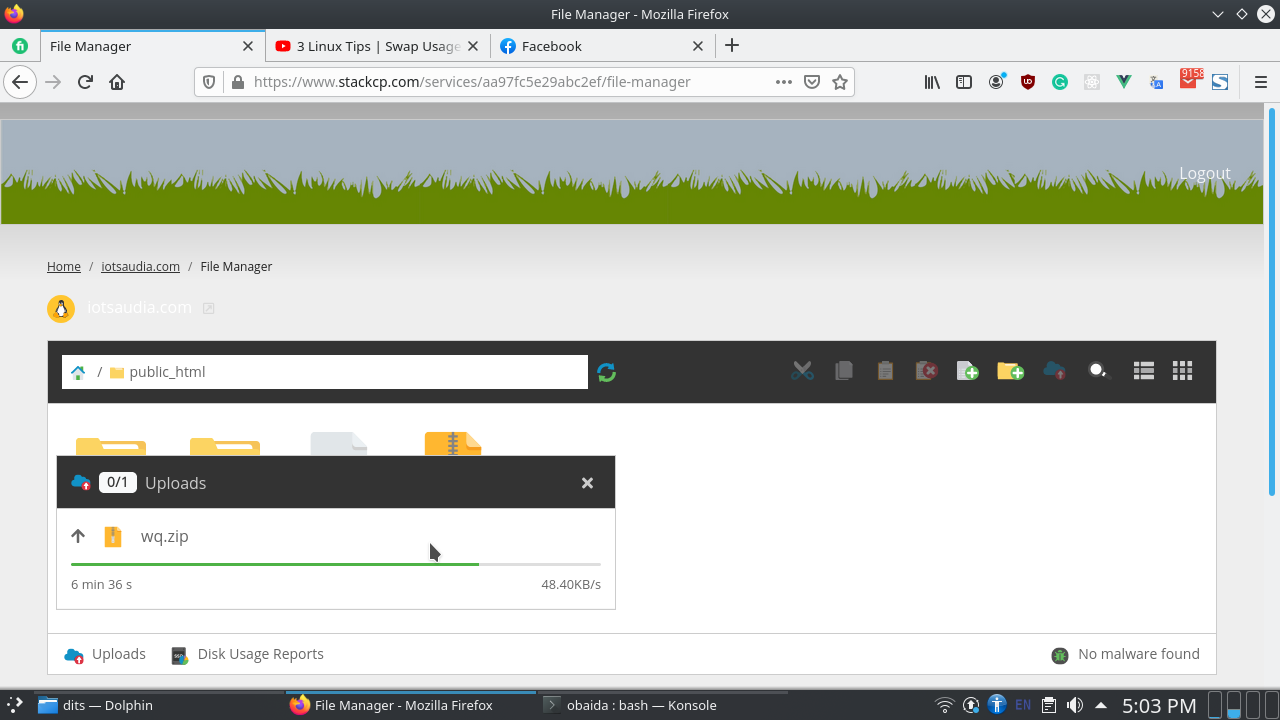 File Manager - Mozilla Firefox
File Manager
3 Linux Tips | Swap Usage
Facebook
https://www.stackcp.com/services/aa97fc5e29abc2ef/file-manager
9158
Logout
Home / iotsaudia.com / File Manager
iotsaudia.com
/ public_html
0/1 Uploads
wq.zip
6 min 36 s 48.40KB/s
Uploads Disk Usage Reports No malware found
dits — Dolphin File Manager - Mozilla Firefox obaida : bash — Konsole EN 5:03 PM